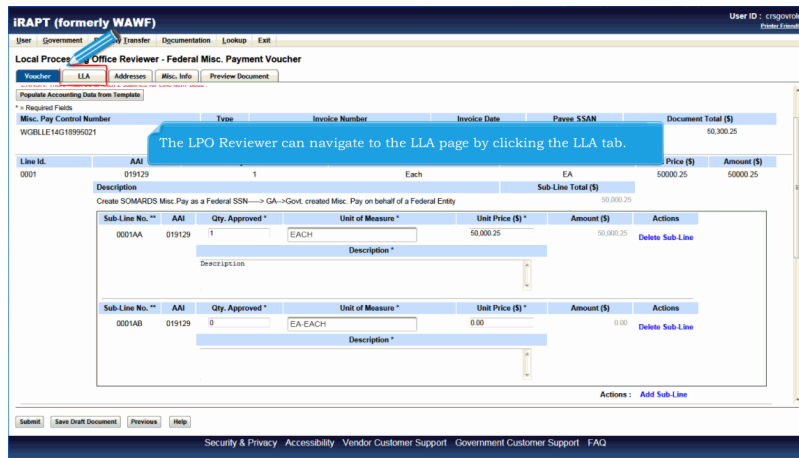 iRAPT (formerly WAWF)
User ID : crsgovrol
Printer Friendl
User Government Transfer Documentation Lookup Exit
Local Processing Office Reviewer - Federal Misc. Payment Voucher
Voucher LLA Addresses Misc. Info Preview Document
Populate Accounting Data from Template
* = Required Fields
Misc. Pay Control Number Type Invoice Number Invoice Date Payee SSAN Document Total ($)
WGBLLE14G18995021 50,300.25
The LPO Reviewer can navigate to the LLA page by clicking the LLA tab.
Line Id. AAI Price ($) Amount ($)
0001 019129 1 Each EA 50000.25 50000.25
Description Sub-Line Total ($)
Create SOMARDS Misc.Pay as a Federal SSN-----> GA-->Govt. created Misc. Pay on behalf of a Federal Entity 50,000.25
Sub-Line No. ** AAI Qty. Approved * Unit of Measure * Unit Price ($) * Amount ($) Actions
0001AA 019129 1 EACH 50,000.25 50,000.25 Delete Sub-Line
Description *
Description
Sub-Line No. ** AAI Qty. Approved * Unit of Measure * Unit Price ($) * Amount ($) Actions
0001AB 019129 0 EA-EACH 0.00 0.00 Delete Sub-Line
Description *
Actions : Add Sub-Line
Submit Save Draft Document Previous Help
Security & Privacy Accessibility Vendor Customer Support Government Customer Support FAQ